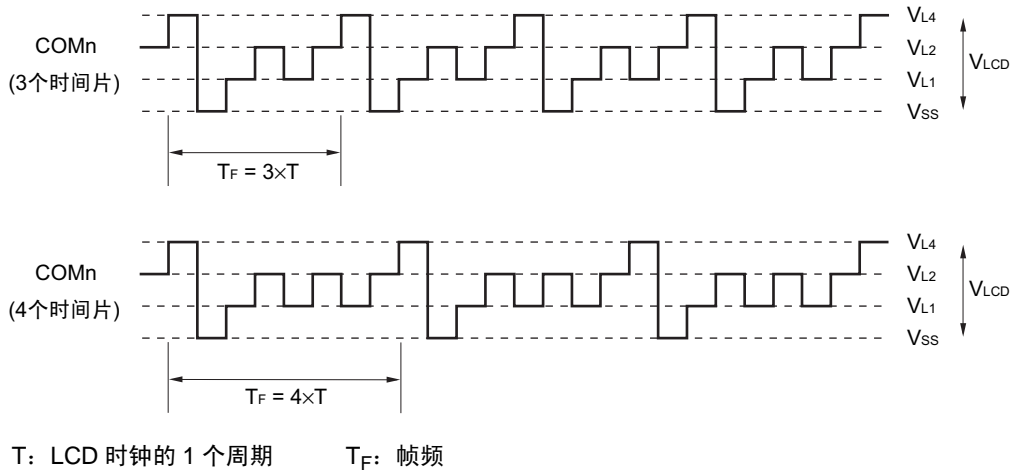 COMn
(3个时间片)
VL4
VL2
VL1
VSS
VLCD
TF = 3×T
COMn
(4个时间片)
VL4
VL2
VL1
VSS
VLCD
TF = 4×T
T：LCD 时钟的 1 个周期 TF：帧频